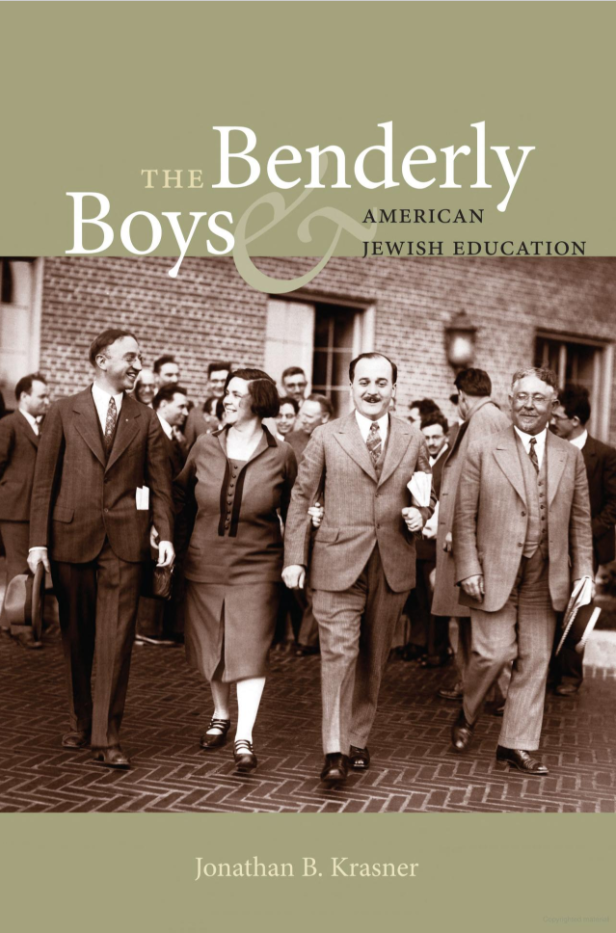 THE Benderly
Boys & AMERICAN
JEWISH EDUCATION
Jonathan B. Krasner